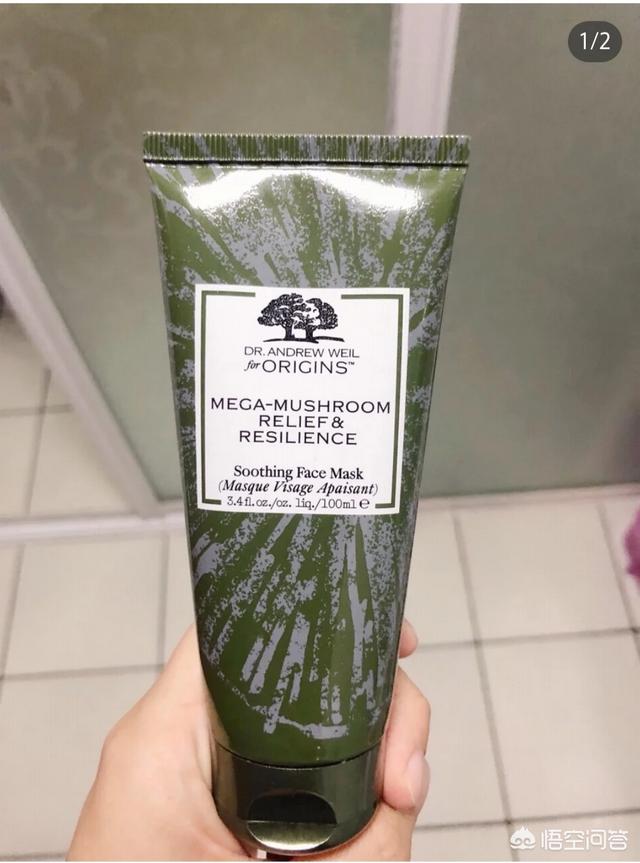 1/2
DR. ANDREW WEIL
for ORIGINS™
MEGA-MUSHROOM
RELIEF &
RESILIENCE
Soothing Face Mask
(Masque Visage Apaisant)
3.4 fl.oz./oz. liq./100ml e
悟空问答